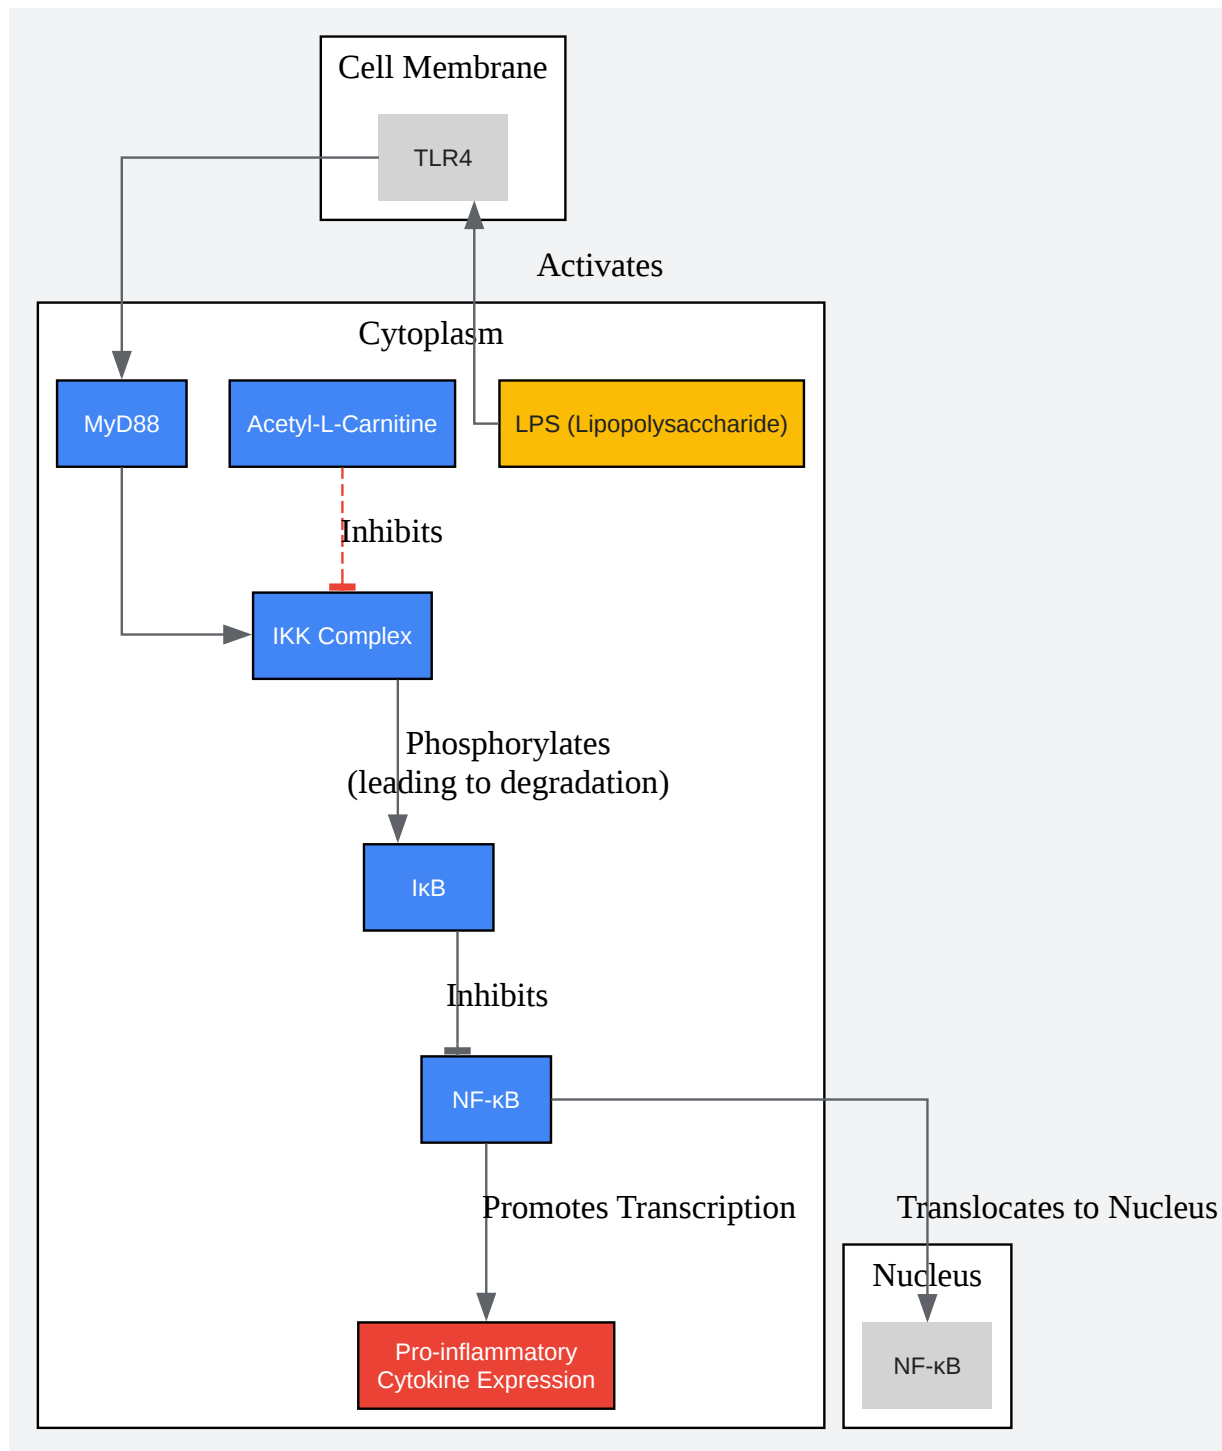 Cell Membrane
TLR4
Activates
Cytoplasm
MyD88
Acetyl-L-Carnitine
LPS (Lipopolysaccharide)
Inhibits
IKK Complex
Phosphorylates
(leading to degradation)
IκB
Inhibits
NF-κB
Promotes Transcription
Translocates to Nucleus
Nucleus
Pro-inflammatory
Cytokine Expression
NF-κB